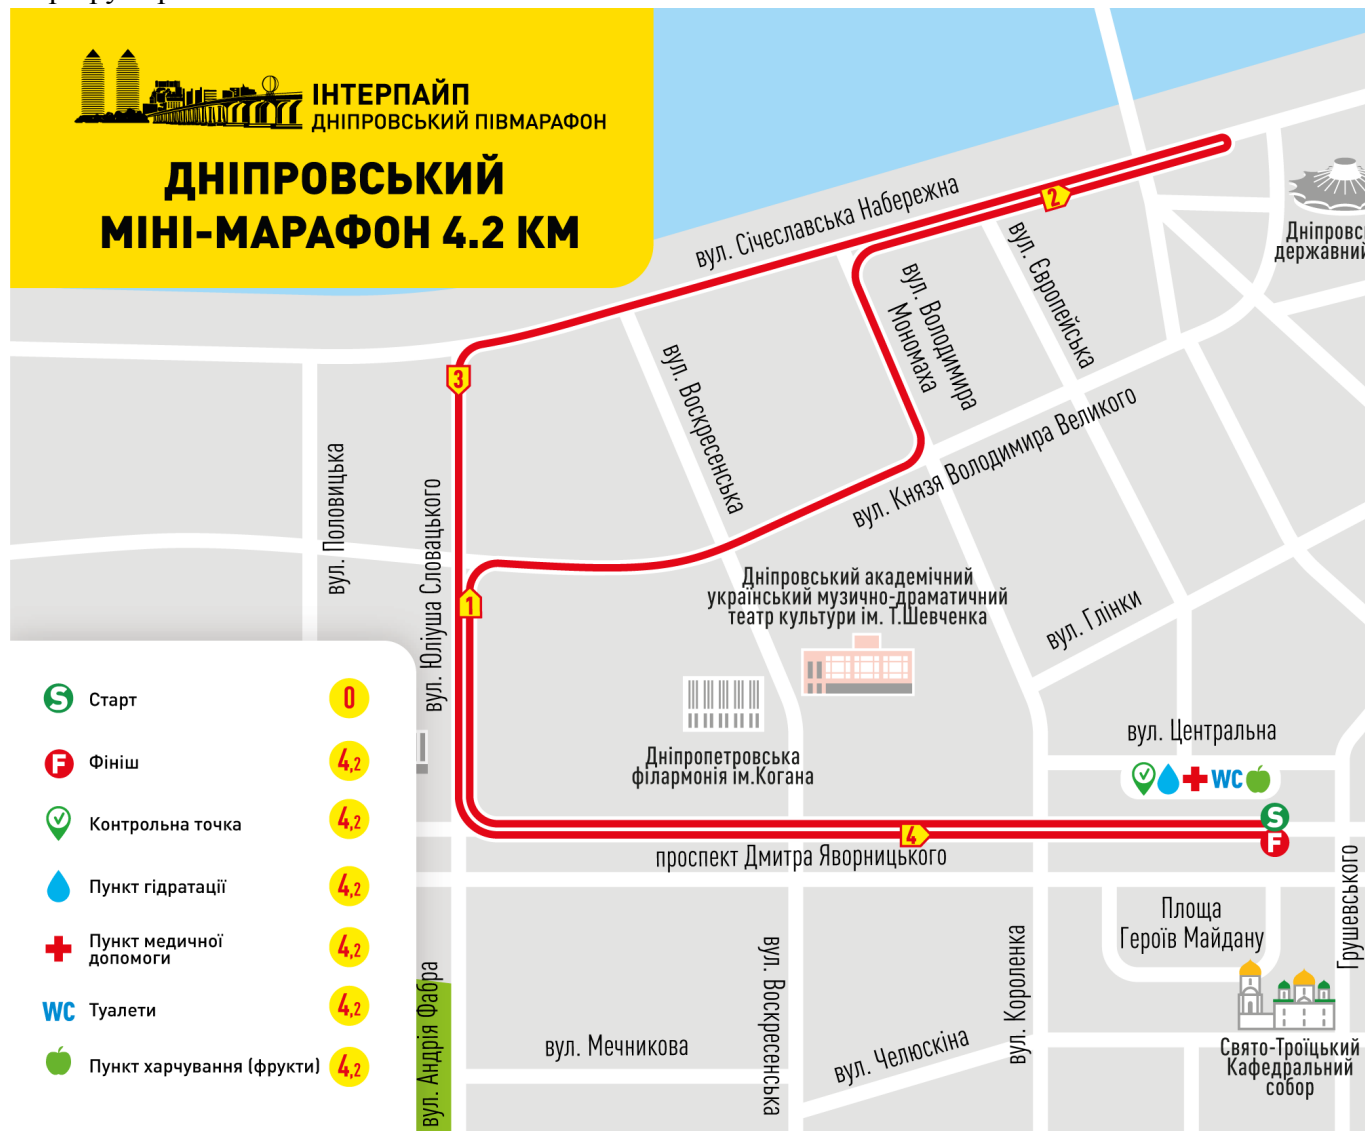 ІНТЕРПАЙП
ДНІПРОВСЬКИЙ ПІВМАРАФОН
ДНІПРОВСЬКИЙ
МІНІ-МАРАФОН 4.2 КМ
вул. Січеславська Набережна
2
Дніпровс
державний
вул. Європейська
вул. Володимира
Мономаха
3
вул. Воскресенська
вул. Князя Володимира Великого
вул. Половицька
вул. Юліуша Словацького
1
Дніпровський академічний
український музично-драматичний
театр культури ім. Т.Шевченка
вул. Глінки
Дніпропетровська
філармонія ім.Когана
вул. Центральна
WC
S
F
4
проспект Дмитра Яворницького
Грушевського
Площа
Героїв Майдану
вул. Короленка
вул. Воскресенська
вул. Андрія Фабра
вул. Мечникова
вул. Челюскіна
Свято-Троїцький
Кафедральний
собор
S Старт 0
F Фініш 4,2
Контрольна точка 4,2
Пункт гідратації 4,2
Пункт медичної
допомоги 4,2
WC Туалети 4,2
Пункт харчування (фрукти) 4,2